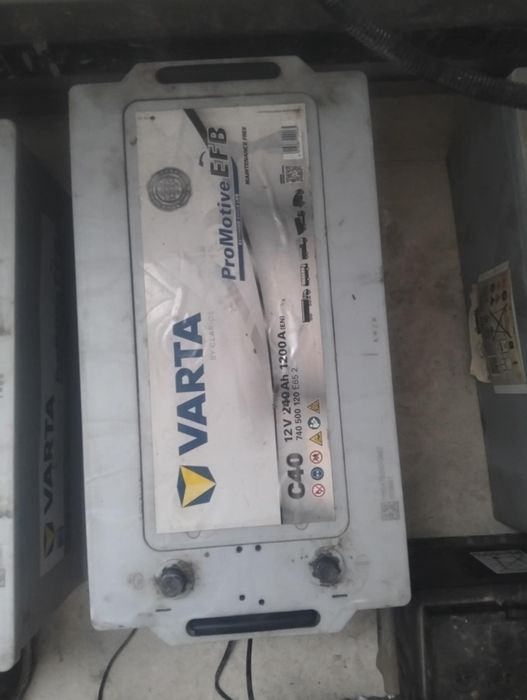 VARTA
BY CLARIOS
ProMotive EFB
MAINTENANCE FREE
C40
12V 240Ah 1200A (EN)
740 500 120 E65 2
VARTA